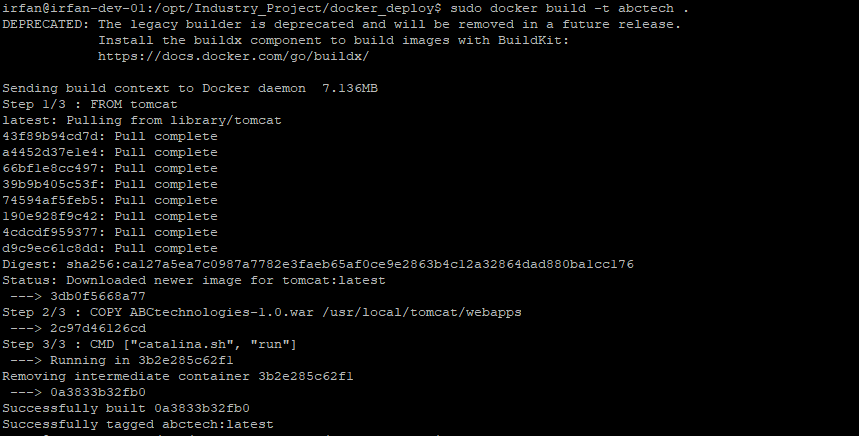 irfan@irfan-dev-01:/opt/Industry_Project/docker_deploy$ sudo docker build -t abctech .
DEPRECATED: The legacy builder is deprecated and will be removed in a future release.
            Install the buildx component to build images with BuildKit:
            https://docs.docker.com/go/buildx/

Sending build context to Docker daemon  7.136MB
Step 1/3 : FROM tomcat
latest: Pulling from library/tomcat
43f89b94cd7d: Pull complete
a4452d37e1e4: Pull complete
66bf1e8cc497: Pull complete
39b9b405c53f: Pull complete
74594af5feb5: Pull complete
190e928f9c42: Pull complete
4cdcdf959377: Pull complete
d9c9ec61c8dd: Pull complete
Digest: sha256:ca127a5ea7c0987a7782e3faeb65af0ce9e2863b4c12a32864dad880ba1cc176
Status: Downloaded newer image for tomcat:latest
 ---> 3db0f5668a77
Step 2/3 : COPY ABCtechnologies-1.0.war /usr/local/tomcat/webapps
 ---> 2c97d46126cd
Step 3/3 : CMD ["catalina.sh", "run"]
 ---> Running in 3b2e285c62f1
Removing intermediate container 3b2e285c62f1
 ---> 0a3833b32fb0
Successfully built 0a3833b32fb0
Successfully tagged abctech:latest